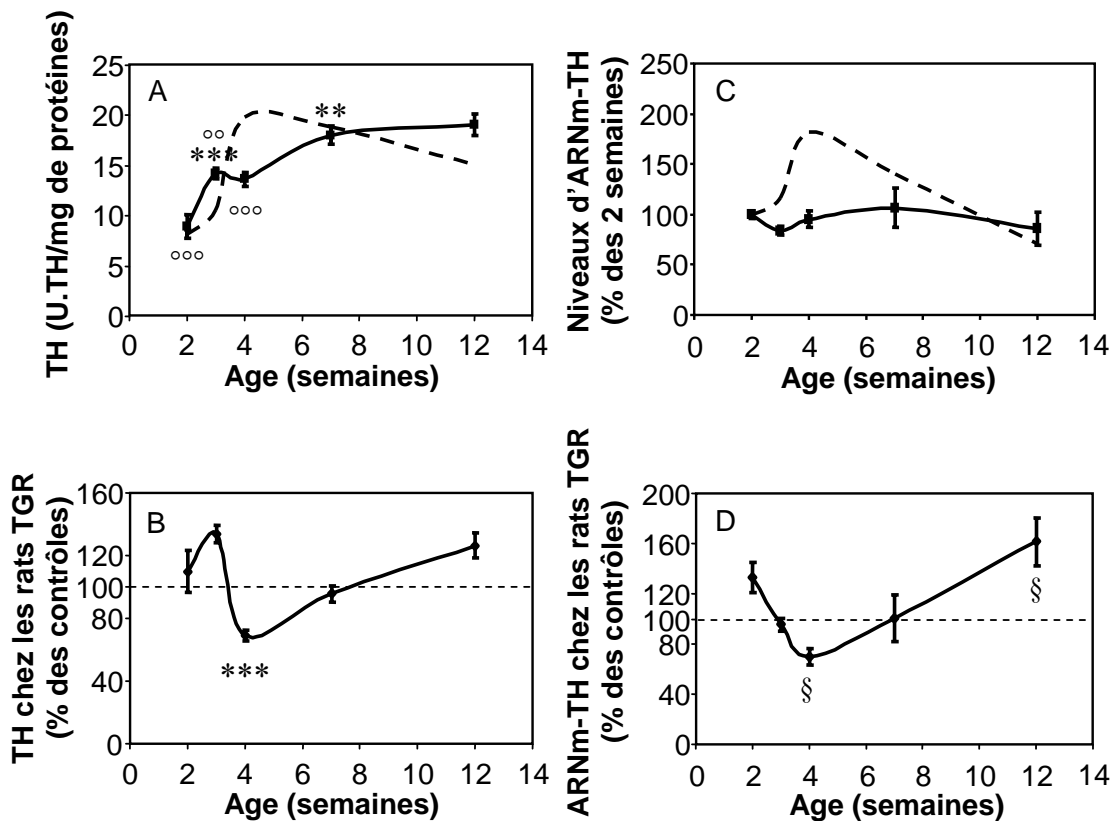 A
TH (U.TH/mg de protéines)
25
20
15
10
5
0
°°
***
**
°°°
°°°
0 2 4 6 8 10 12 14
Age (semaines)
C
Niveaux d'ARNm-TH
(% des 2 semaines)
250
200
150
100
50
0
0 2 4 6 8 10 12 14
Age (semaines)
B
TH chez les rats TGR
(% des contrôles)
160
120
100
80
60
40
0
***
0 2 4 6 8 10 12 14
Age (semaines)
D
ARNm-TH chez les rats TGR
(% des contrôles)
200
160
120
100
80
40
0
§
§
0 2 4 6 8 10 12 14
Age (semaines)